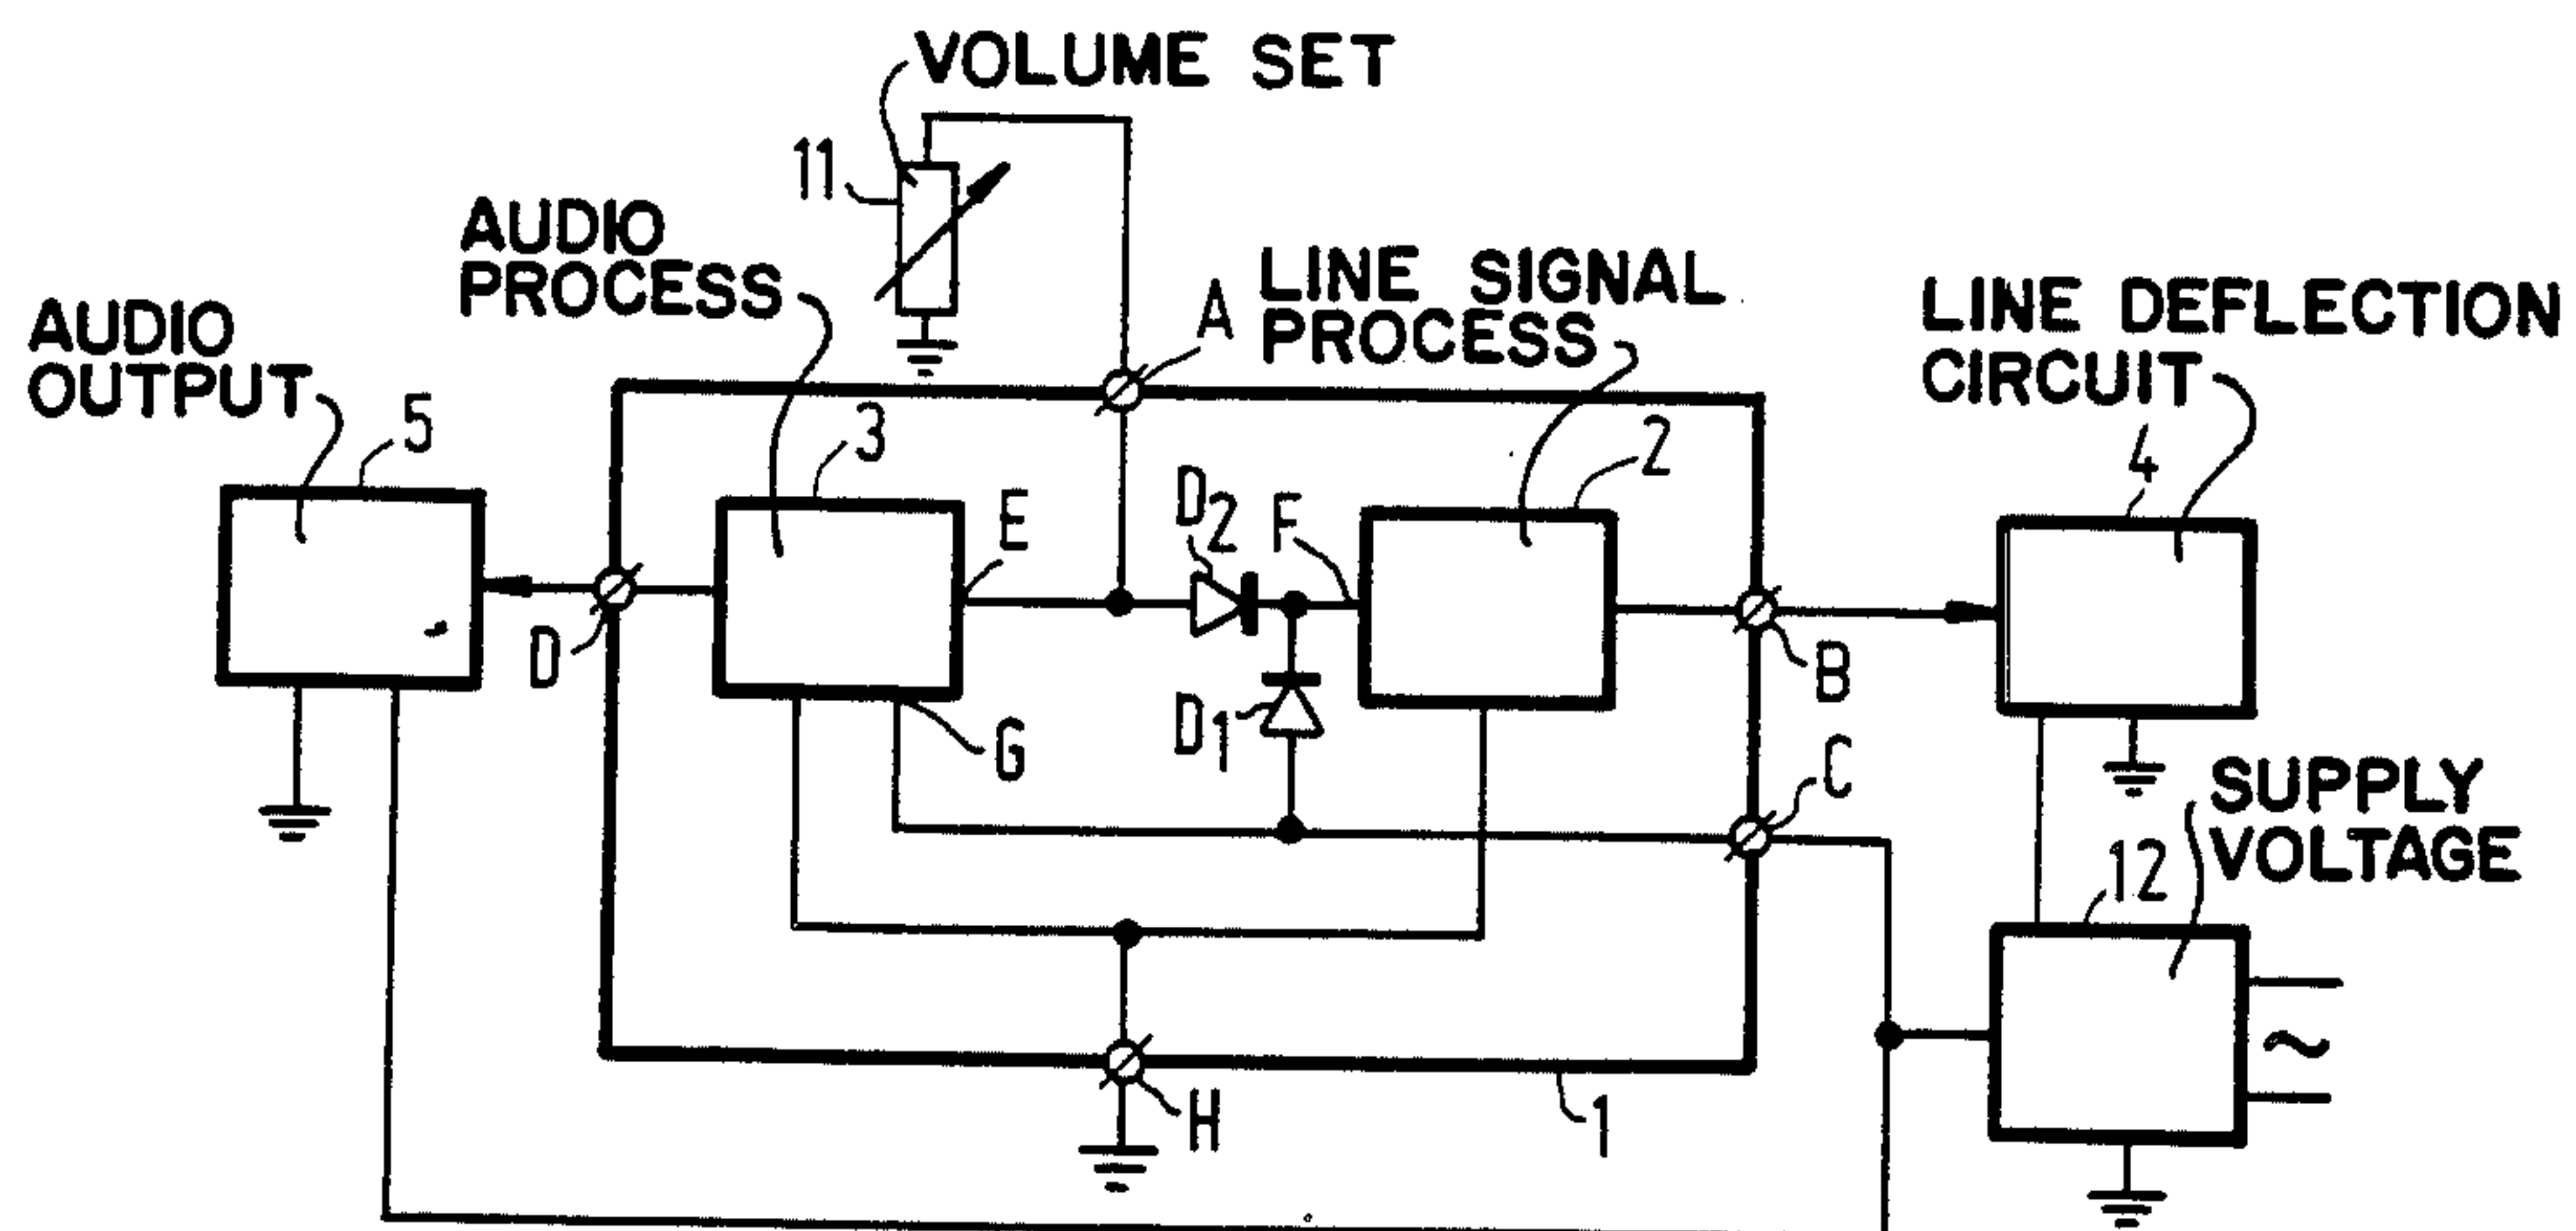 VOLUME SET
11
AUDIO
PROCESS
A
LINE SIGNAL
PROCESS
LINE DEFLECTION
CIRCUIT
AUDIO
OUTPUT
5
3
2
4
E
D2
F
D
B
G
D1
C
SUPPLY
VOLTAGE
12
~
H
1